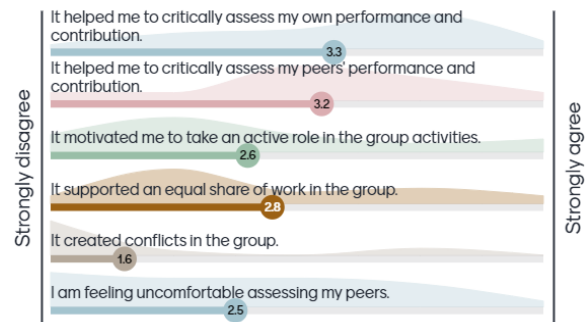 Strongly disagree
It helped me to critically assess my own performance and
contribution.
3.3
It helped me to critically assess my peers' performance and
contribution.
3.2
It motivated me to take an active role in the group activities.
2.6
It supported an equal share of work in the group.
2.8
It created conflicts in the group.
1.6
I am feeling uncomfortable assessing my peers.
2.5
Strongly agree